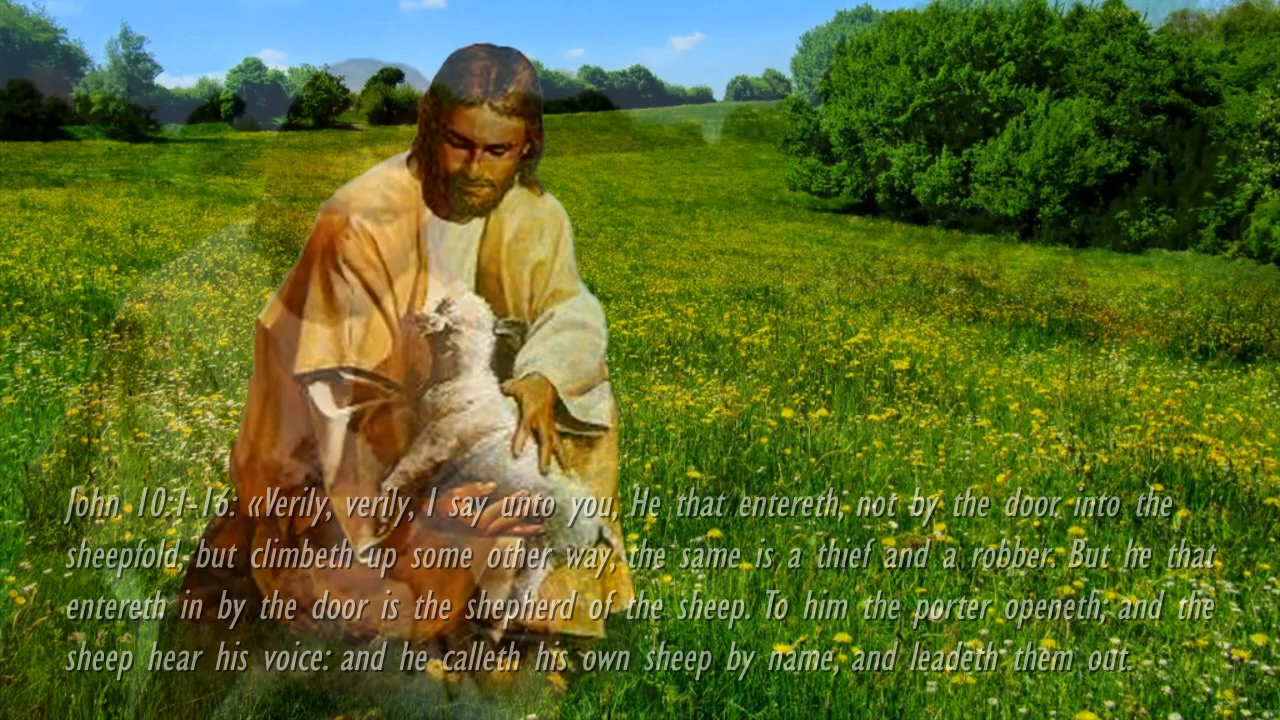 John 10:1-16: «Verily, verily, I say unto you, He that entereth not by the door into the
sheepfold, but climbeth up some other way, the same is a thief and a robber. But he that
entereth in by the door is the shepherd of the sheep. To him the porter openeth; and the
sheep hear his voice: and he calleth his own sheep by name, and leadeth them out.